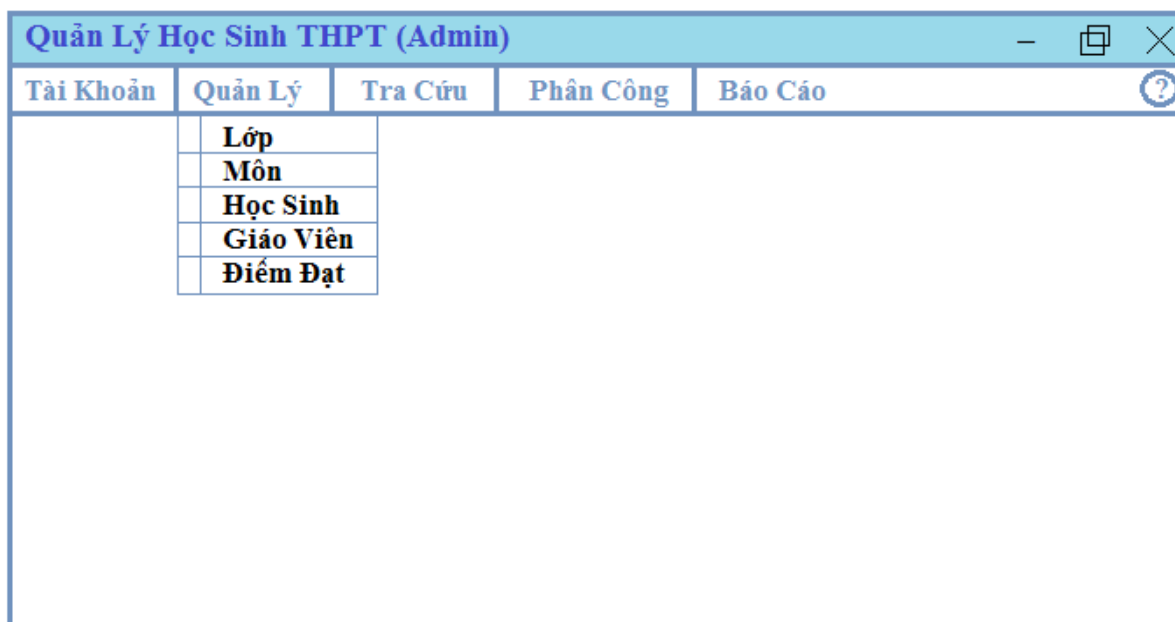 Quản Lý Học Sinh THPT (Admin)
Tài Khoản Quản Lý Tra Cứu Phân Công Báo Cáo ?
Lớp
Môn
Học Sinh
Giáo Viên
Điểm Đạt